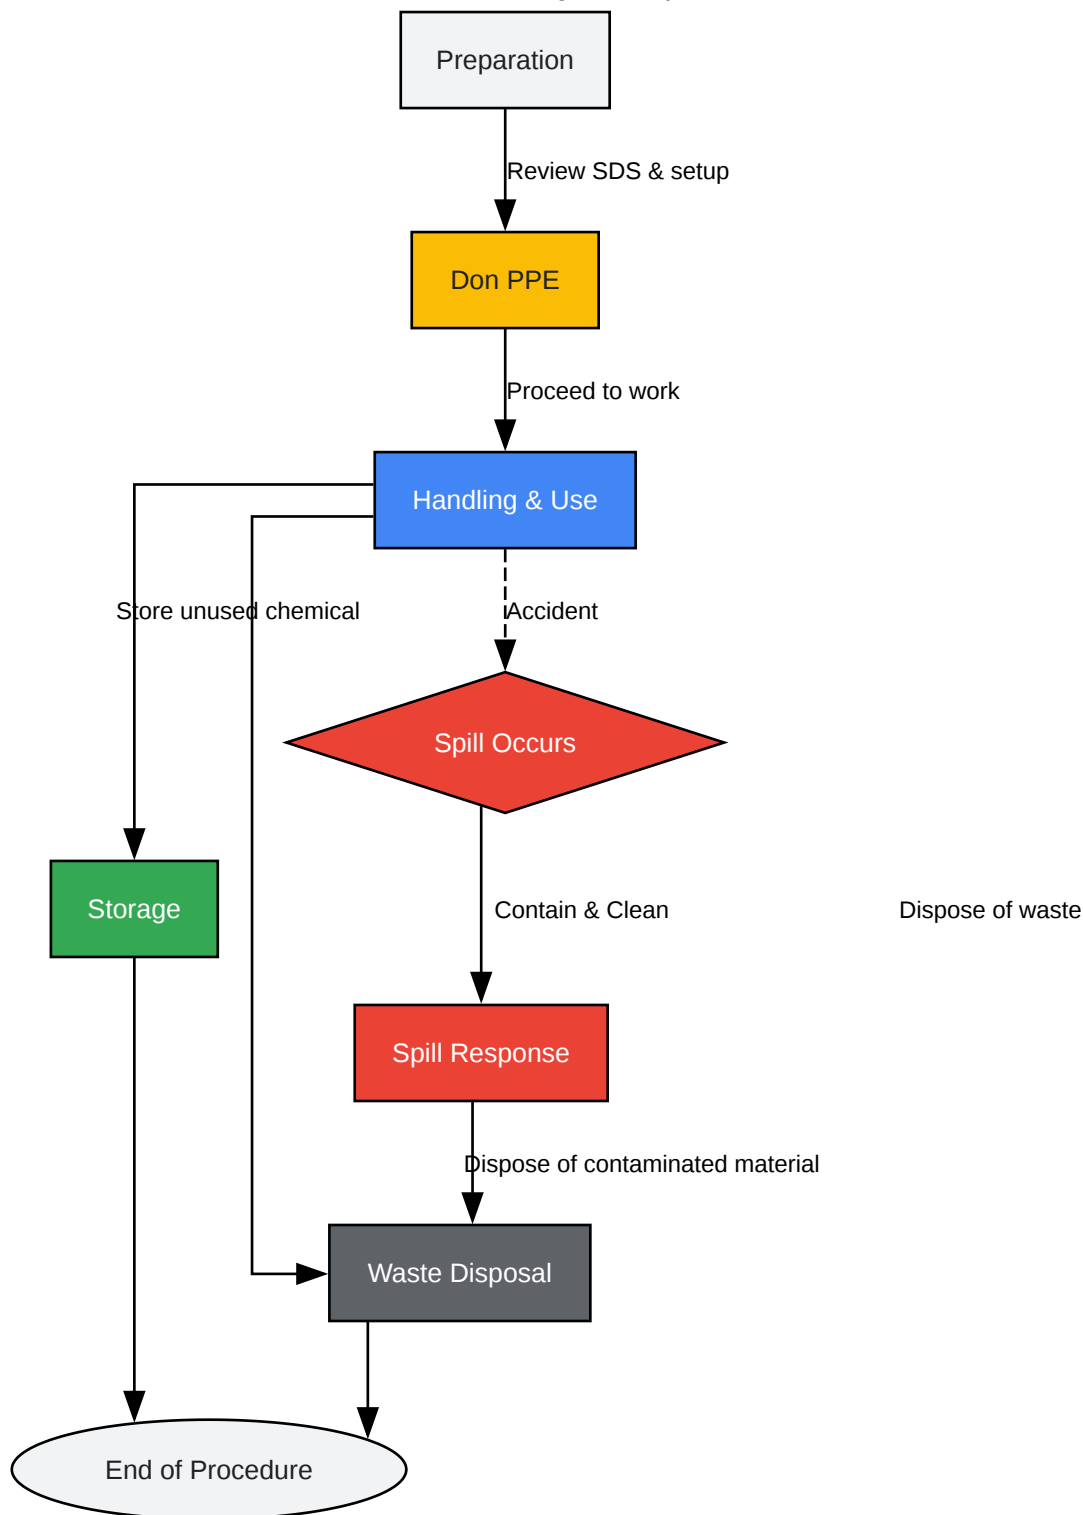 Preparation
Review SDS & setup
Don PPE
Proceed to work
Handling & Use
Store unused chemical
Accident
Spill Occurs
Storage
Contain & Clean
Dispose of waste
Spill Response
Dispose of contaminated material
Waste Disposal
End of Procedure